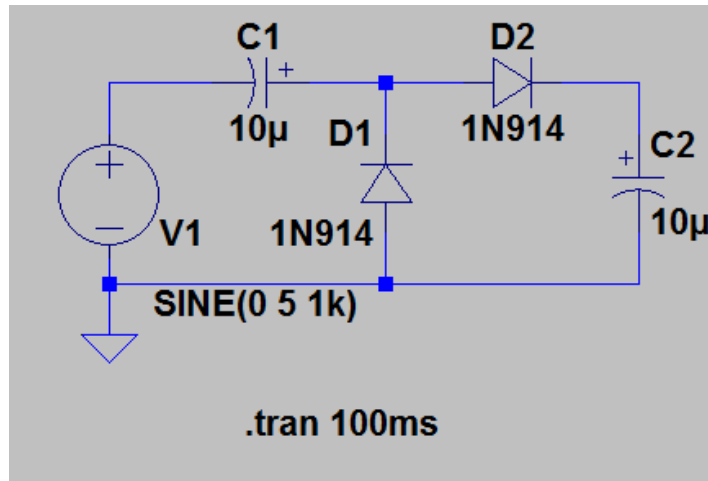 C1
D2
+
10µ
D1
1N914
C2
+
+
V1
1N914
10µ
SINE(0 5 1k)
.tran 100ms